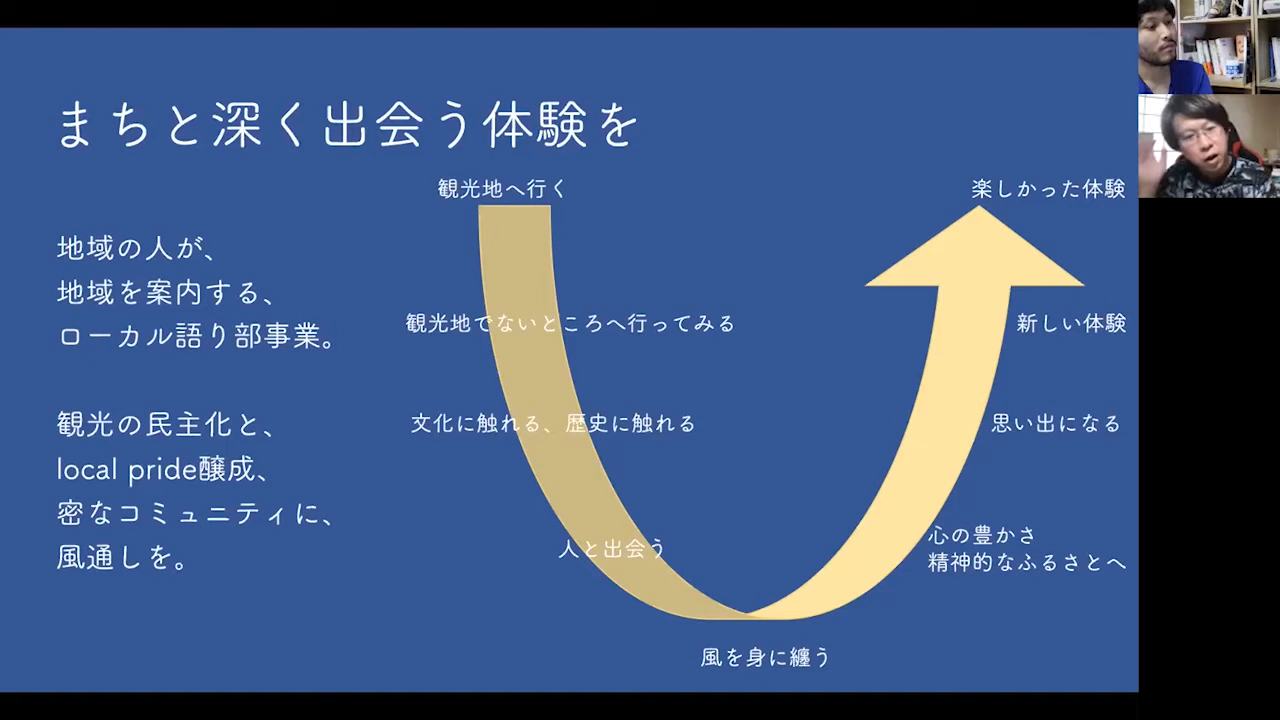 まちと深く出会う体験を
地域の人が、
地域を案内する、
ローカル語り部事業。
観光の民主化と、
local pride醸成、
密なコミュニティに、
風通しを。
観光地へ行く
観光地でないところへ行ってみる
文化に触れる、歴史に触れる
人と出会う
風を身に纏う
心の豊かさ
精神的なふるさとへ
思い出になる
新しい体験
楽しかった体験